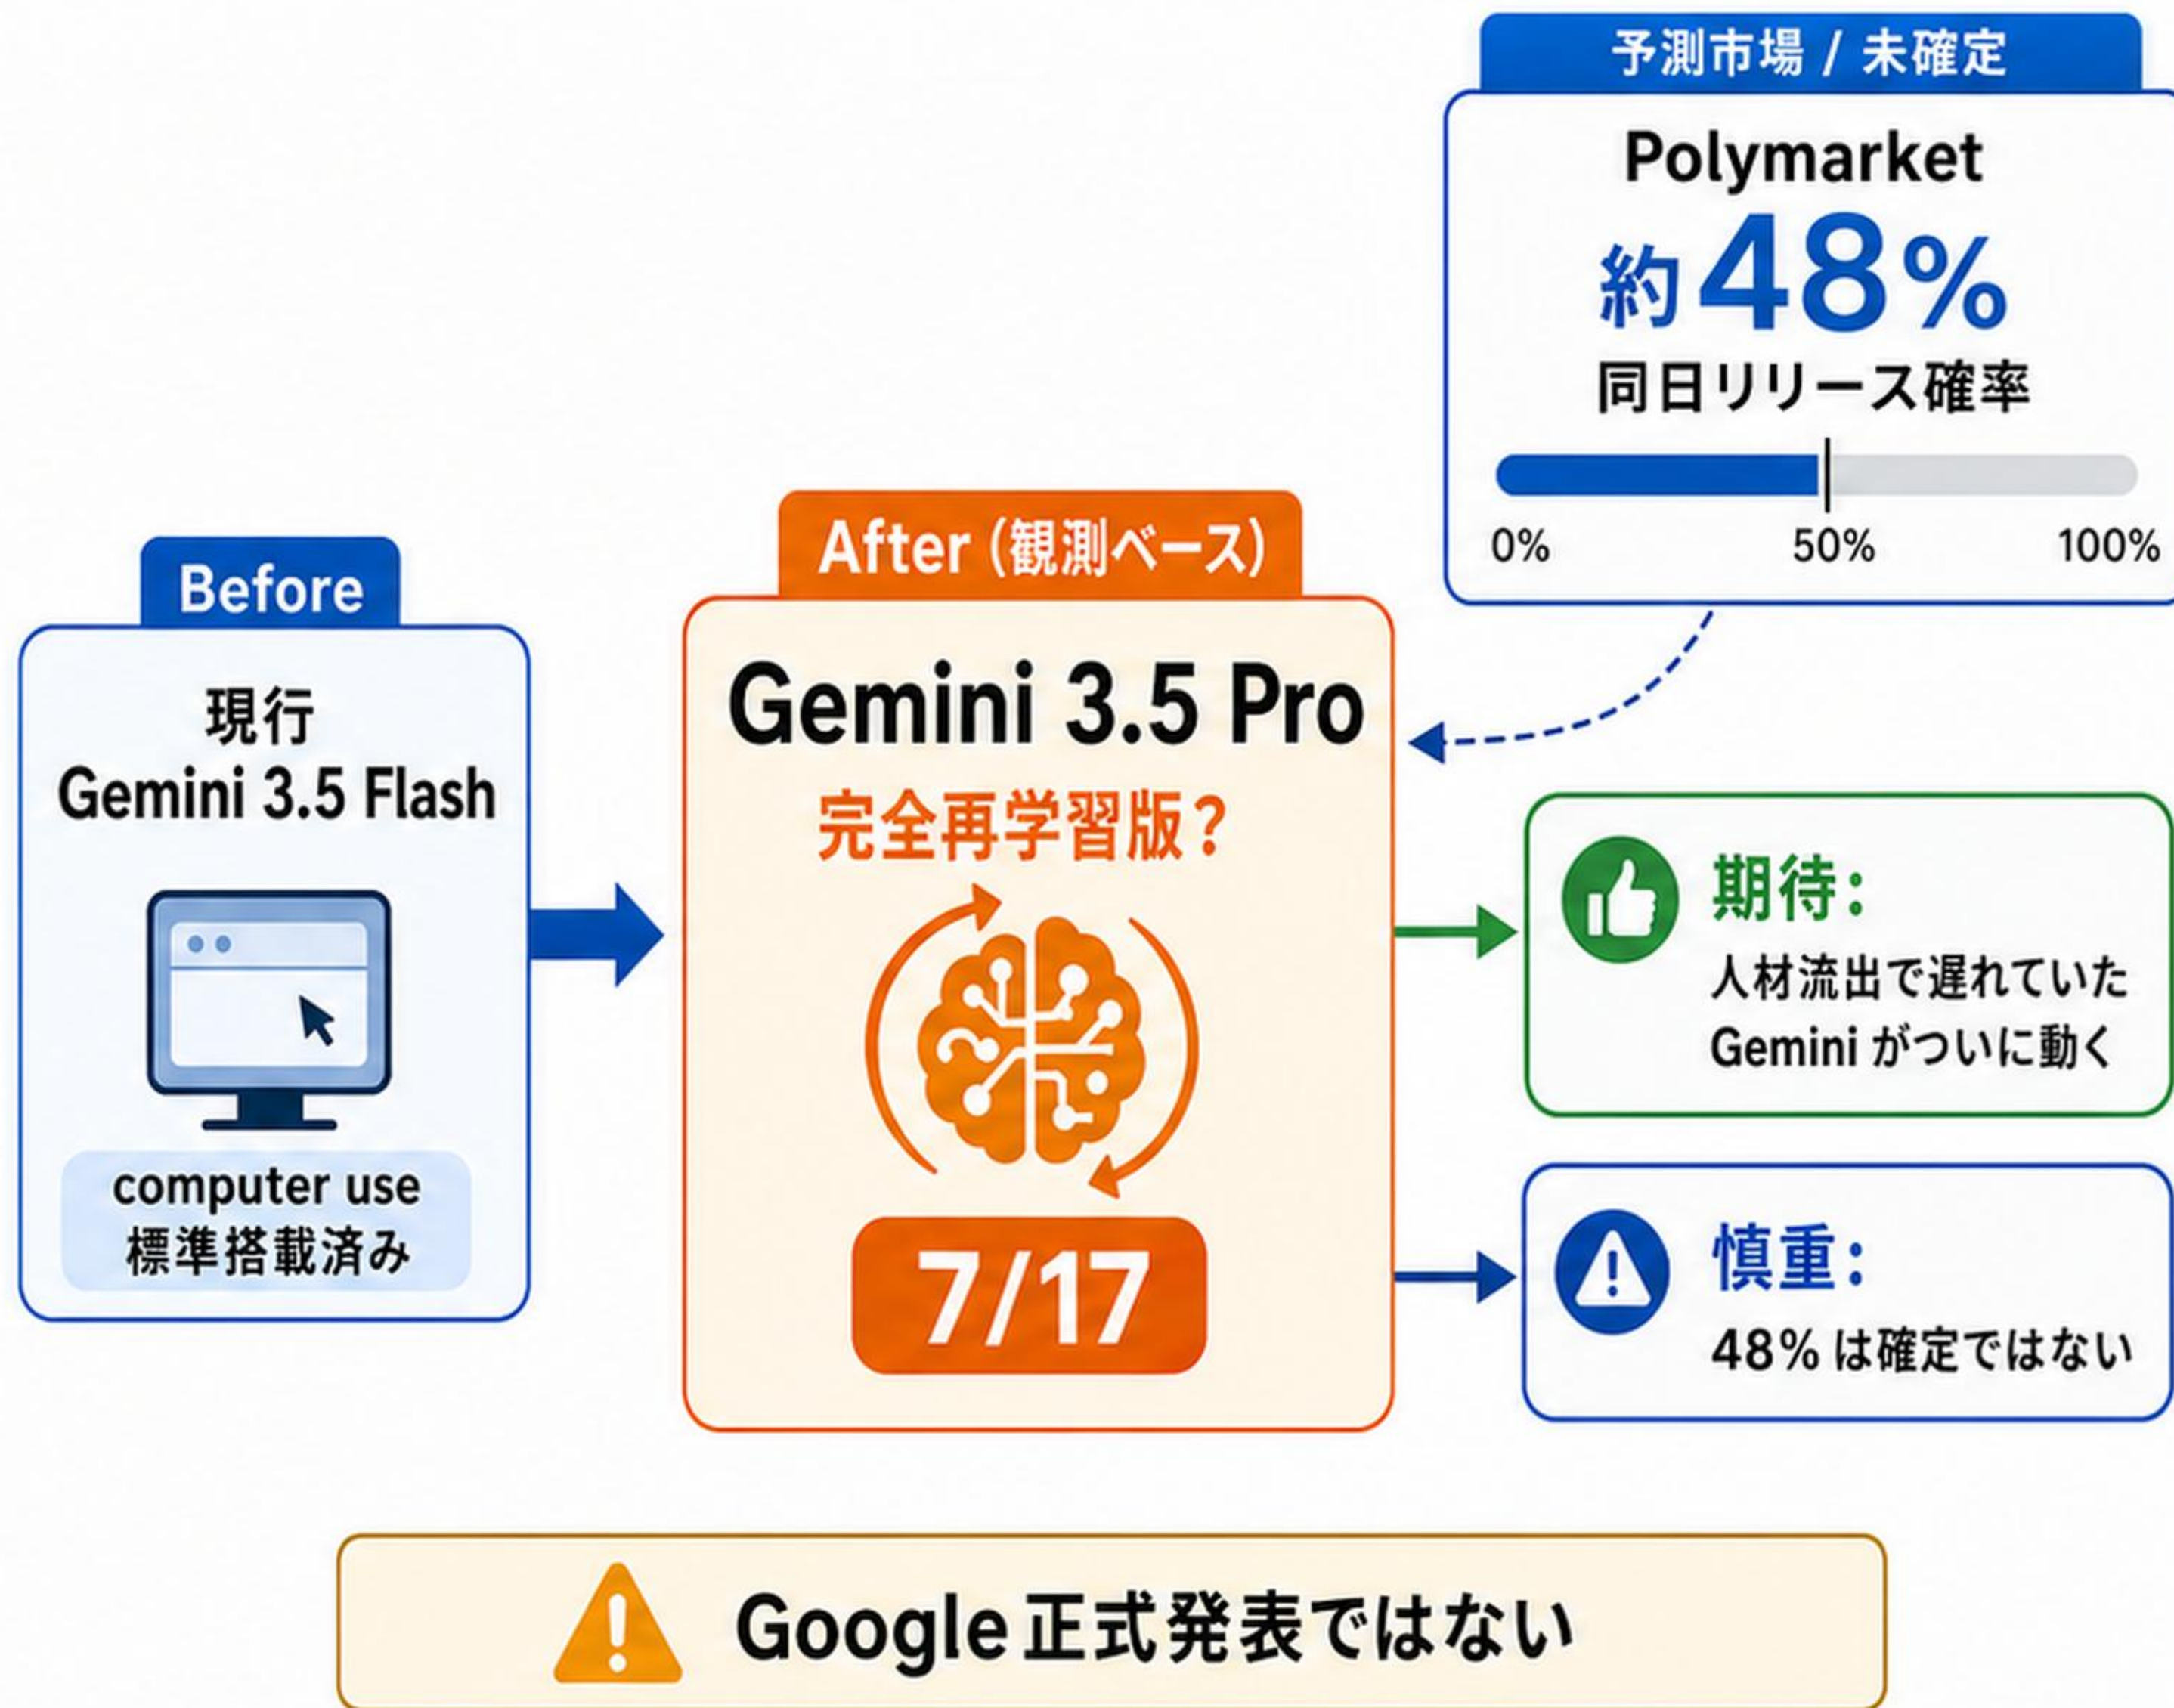 予測市場 / 未確定
Polymarket
約48%
同日リリース確率
0% 50% 100%
Before
現行
Gemini 3.5 Flash
computer use
標準搭載済み
After (観測ベース)
Gemini 3.5 Pro
完全再学習版？
7/17
期待：
人材流出で遅れていた
Gemini がついに動く
慎重：
48% は確定ではない
Google 正式発表ではない